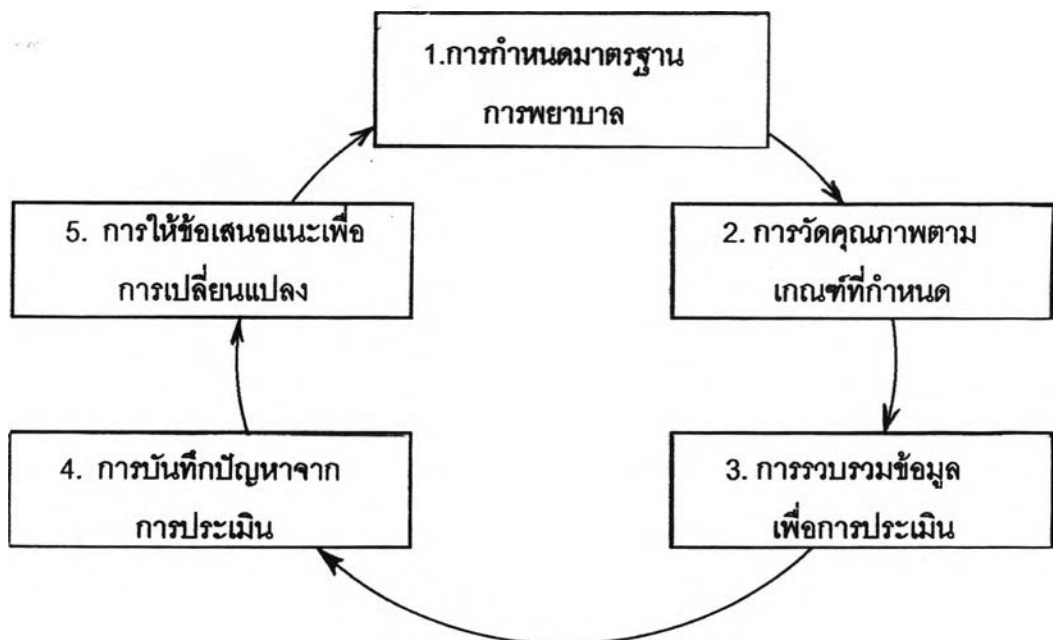 1.การกำหนดมาตรฐาน
การพยาบาล
2. การวัดคุณภาพตาม
เกณฑ์ที่กำหนด
3. การรวบรวมข้อมูล
เพื่อการประเมิน
4. การบันทึกปัญหาจาก
การประเมิน
5. การให้ข้อเสนอแนะเพื่อ
การเปลี่ยนแปลง